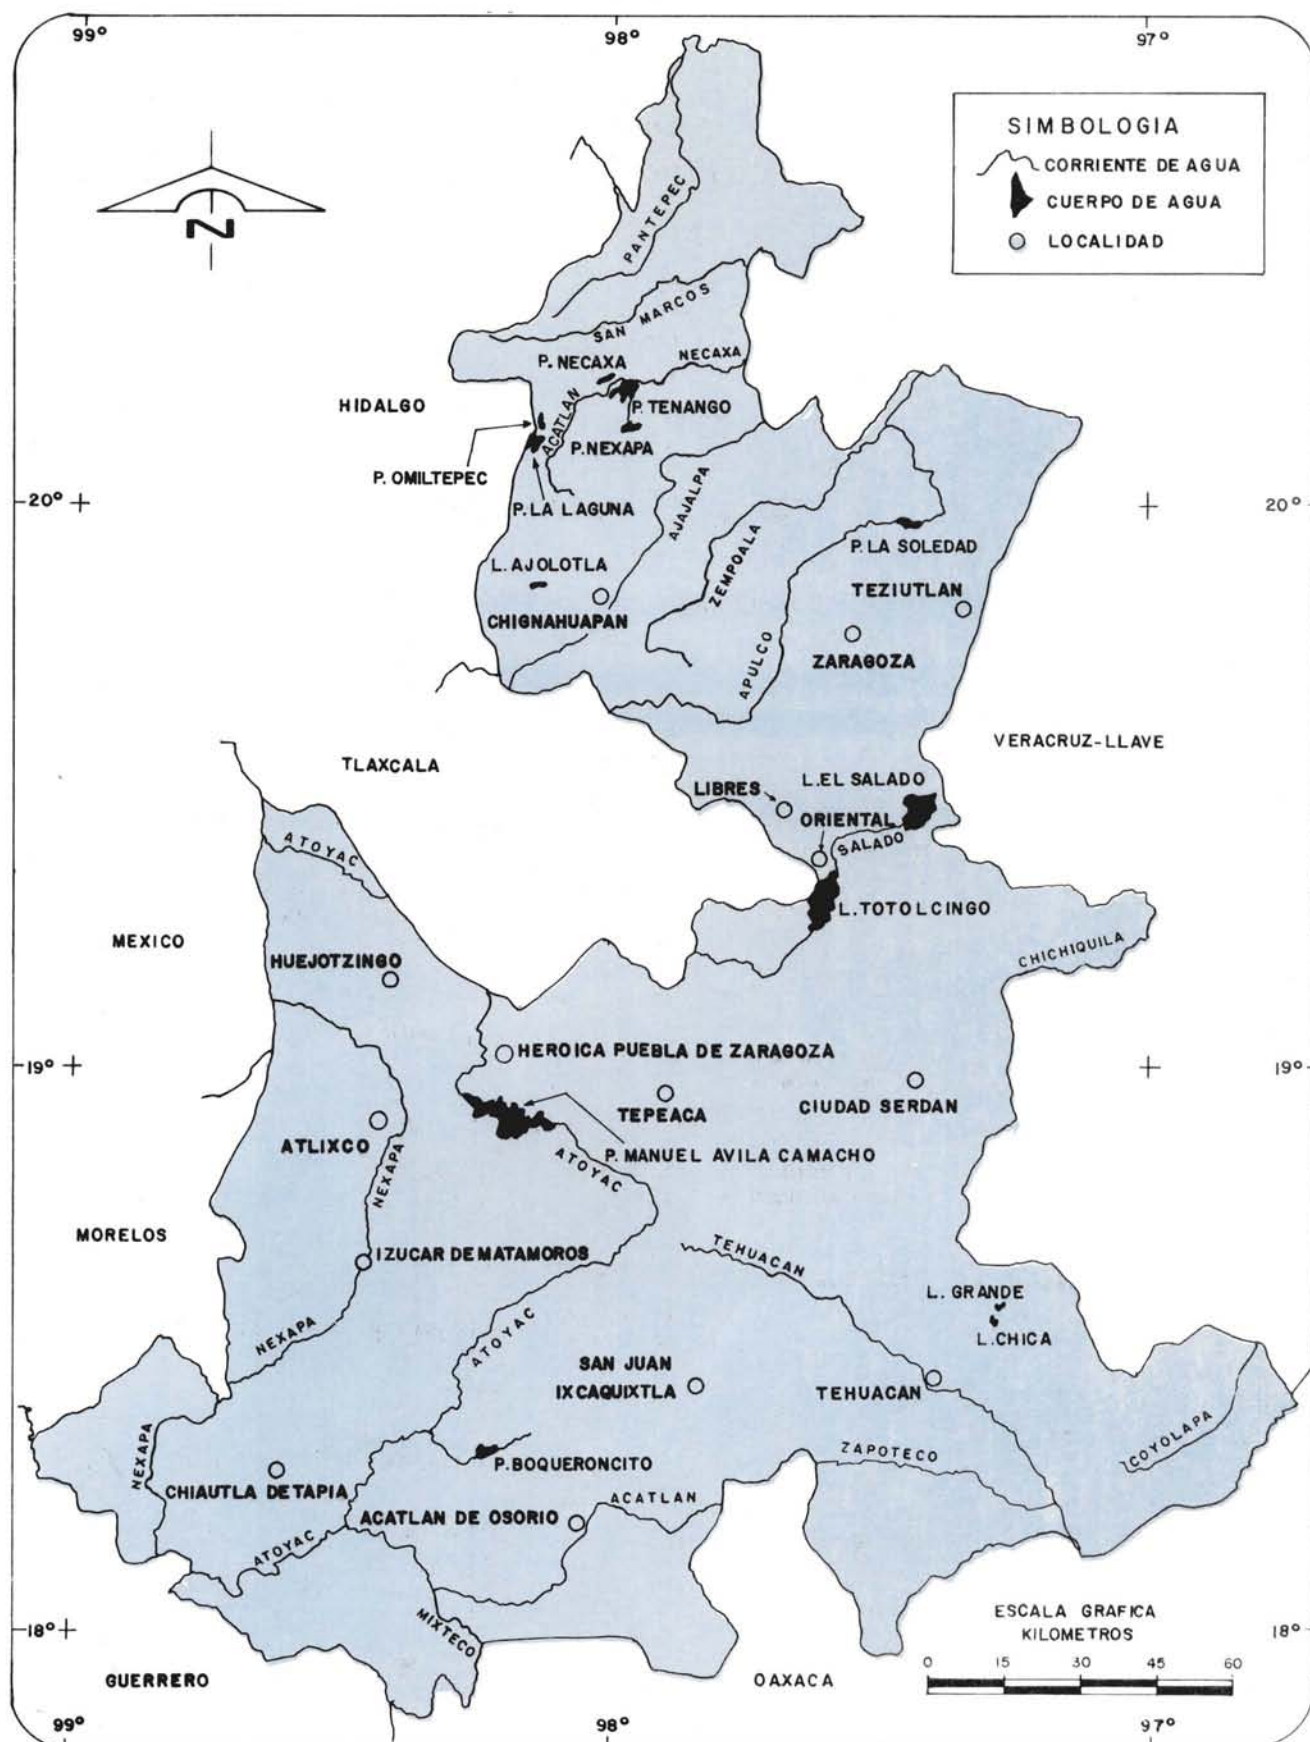 99°
98°
97°
SIMBOLOGIA
CORRIENTE DE AGUA
CUERPO DE AGUA
LOCALIDAD
N
PANTEPEC
SAN MARCOS
P. NECAXA
NECAXA
HIDALGO
ACATLAN
P. TENANGO
P. NEXAPA
P. OMILTEPEC
P. LA LAGUNA
AJAJALPA
20°
20°
P. LA SOLEDAD
L. AJOLOTLA
ZEMPOALA
TEZIUTLAN
CHIGNAHUAPAN
ZARAGOZA
APULCO
VERACRUZ-LLAVE
TLAXCALA
LIBRES
L. EL SALADO
ORIENTAL
SALADO
ATOYAC
L. TOTOLCINGO
MEXICO
HUEJOTZINGO
CHICHIQUILA
19°
HEROICA PUEBLA DE ZARAGOZA
19°
TEPEACA
CIUDAD SERDAN
ATLIXCO
P. MANUEL AVILA CAMACHO
NEXAPA
ATOYAC
MORELOS
IZUCAR DE MATAMOROS
TEHUACAN
L. GRANDE
L. CHICA
NEXAPA
ATOYAC
SAN JUAN
IXCAQUIXTLA
TEHUACAN
NEXAPA
COYOLAPA
ZAPOTECO
P. BOQUERONCITO
CHIAUTLA DE TAPIA
ACATLAN
ACATLAN DE OSORIO
ATOYAC
MIXTECO
18°
18°
ESCALA GRAFICA
KILOMETROS
0 15 30 45 60
GUERRERO
OAXACA
99°
98°
97°